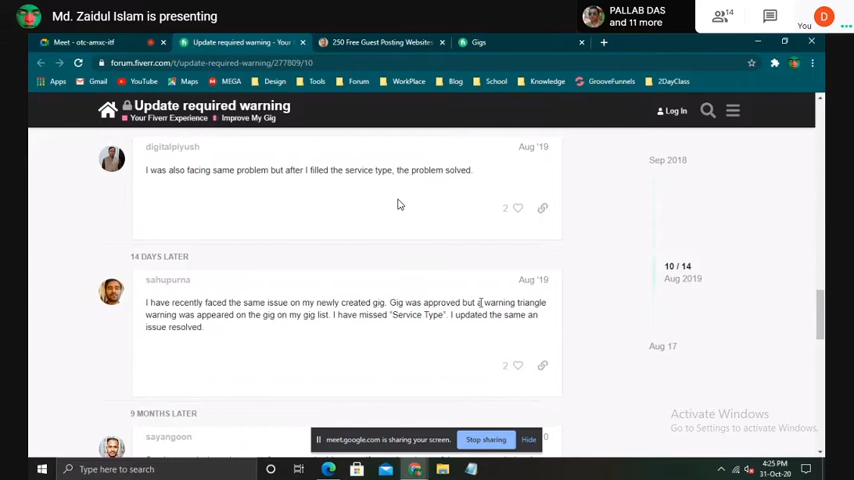 Md. Zaidul Islam is presenting
PALLAB DAS
and 11 more
14
You
D
Meet - otc-amxc-itf
Update required warning - Your
250 Free Guest Posting Websites
Gigs
forum.fiverr.com/t/update-required-warning/277809/10
Apps
Gmail
YouTube
Maps
MEGA
Design
Tools
Forum
WorkPlace
Blog
School
Knowledge
GrooveFunnels
2DayClass
Update required warning
Your Fiverr Experience
Improve My Gig
Log In
digitalpiyush
Aug '19
I was also facing same problem but after I filled the service type, the problem solved.
2
14 DAYS LATER
sahupurna
Aug '19
I have recently faced the same issue on my newly created gig. Gig was approved but a warning triangle
warning was appeared on the gig on my gig list. I have missed "Service Type". I updated the same an
issue resolved.
2
9 MONTHS LATER
sayangoon
Sep 2018
10 / 14
Aug 2019
Aug 17
Activate Windows
Go to Settings to activate Windows.
meet.google.com is sharing your screen.
Stop sharing
Hide
Type here to search
4:25 PM
31-Oct-20